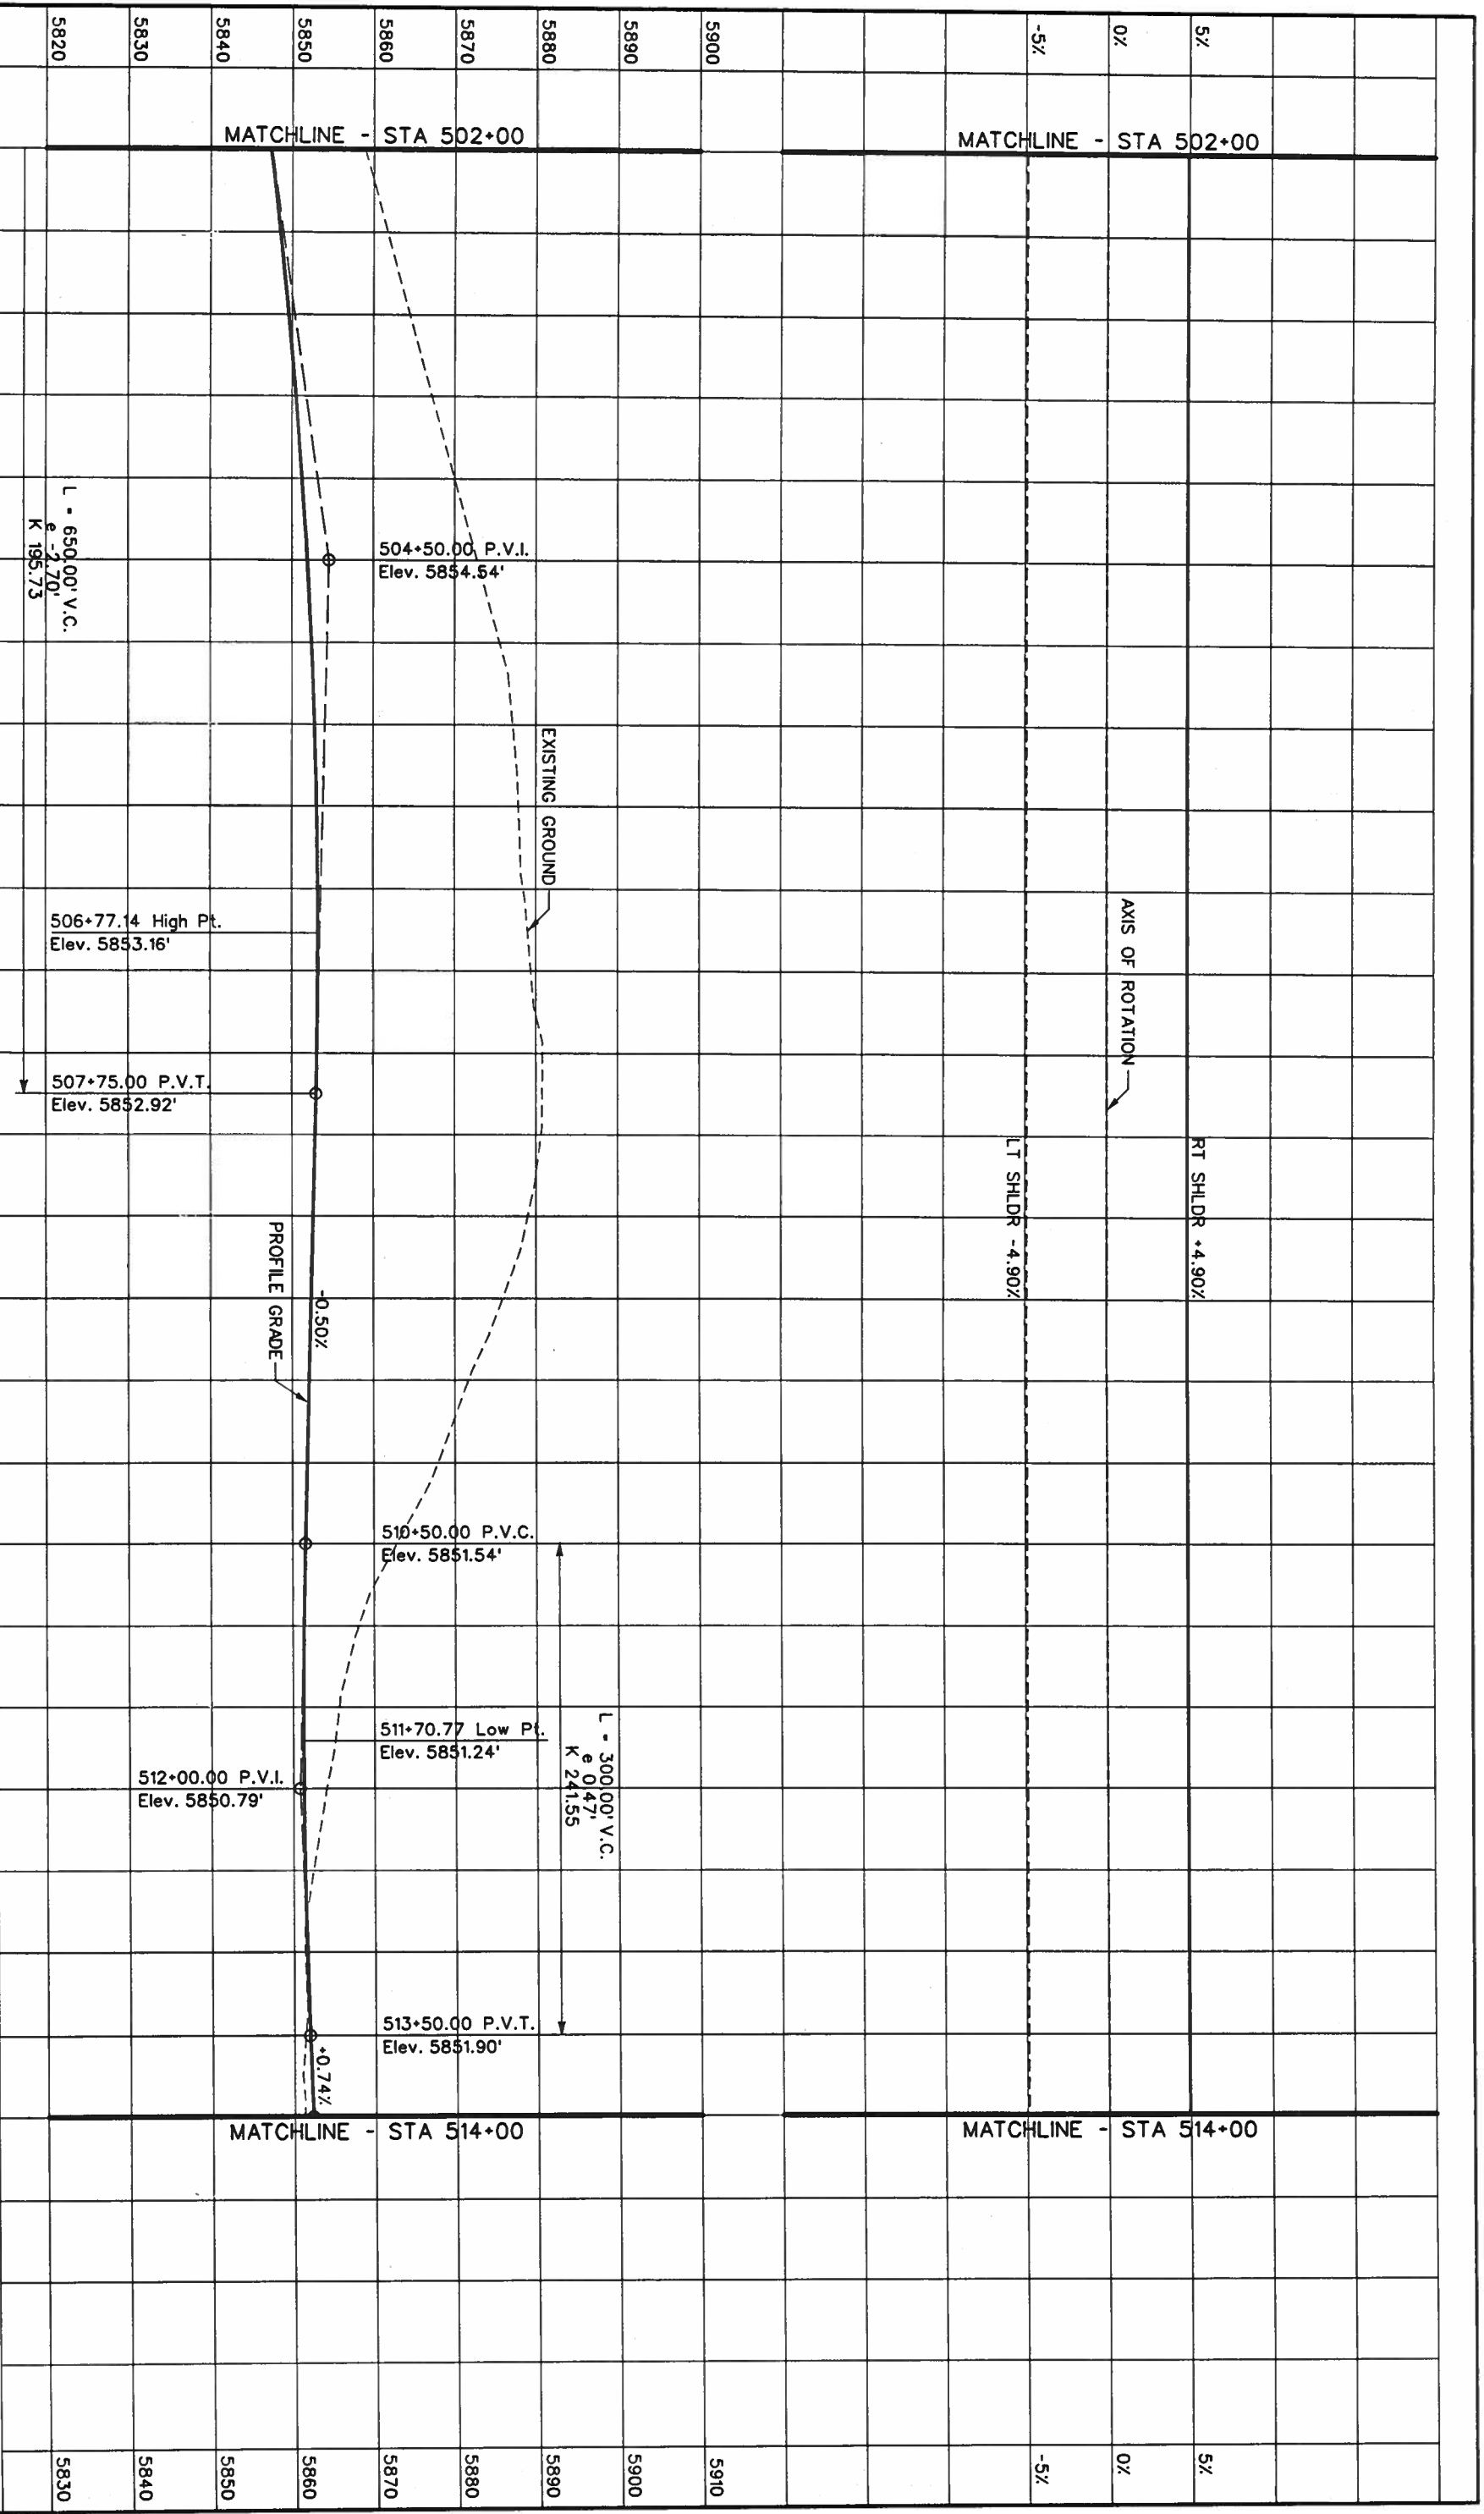 5820
5830
5840
5850
5860
5870
5880
5890
5900
-5%
0%
5%
MATCHLINE - STA 502+00
MATCHLINE - STA 502+00
L = 650.00' V.C.
e -2.70'
K 195.73
504+50.00 P.V.I.
Elev. 5854.54'
EXISTING GROUND
AXIS OF ROTATION
506+77.14 High Pt.
Elev. 5853.16'
507+75.00 P.V.T.
Elev. 5852.92'
LT SHLDR -4.90%
RT SHLDR +4.90%
PROFILE GRADE
-0.50%
510+50.00 P.V.C.
Elev. 5851.54'
L = 300.00' V.C.
e 0.47'
K 241.55
511+70.77 Low Pt.
Elev. 5851.24'
512+00.00 P.V.I.
Elev. 5850.79'
513+50.00 P.V.T.
Elev. 5851.90'
+0.74%
MATCHLINE - STA 514+00
MATCHLINE - STA 514+00
5830
5840
5850
5860
5870
5880
5890
5900
5910
-5%
0%
5%